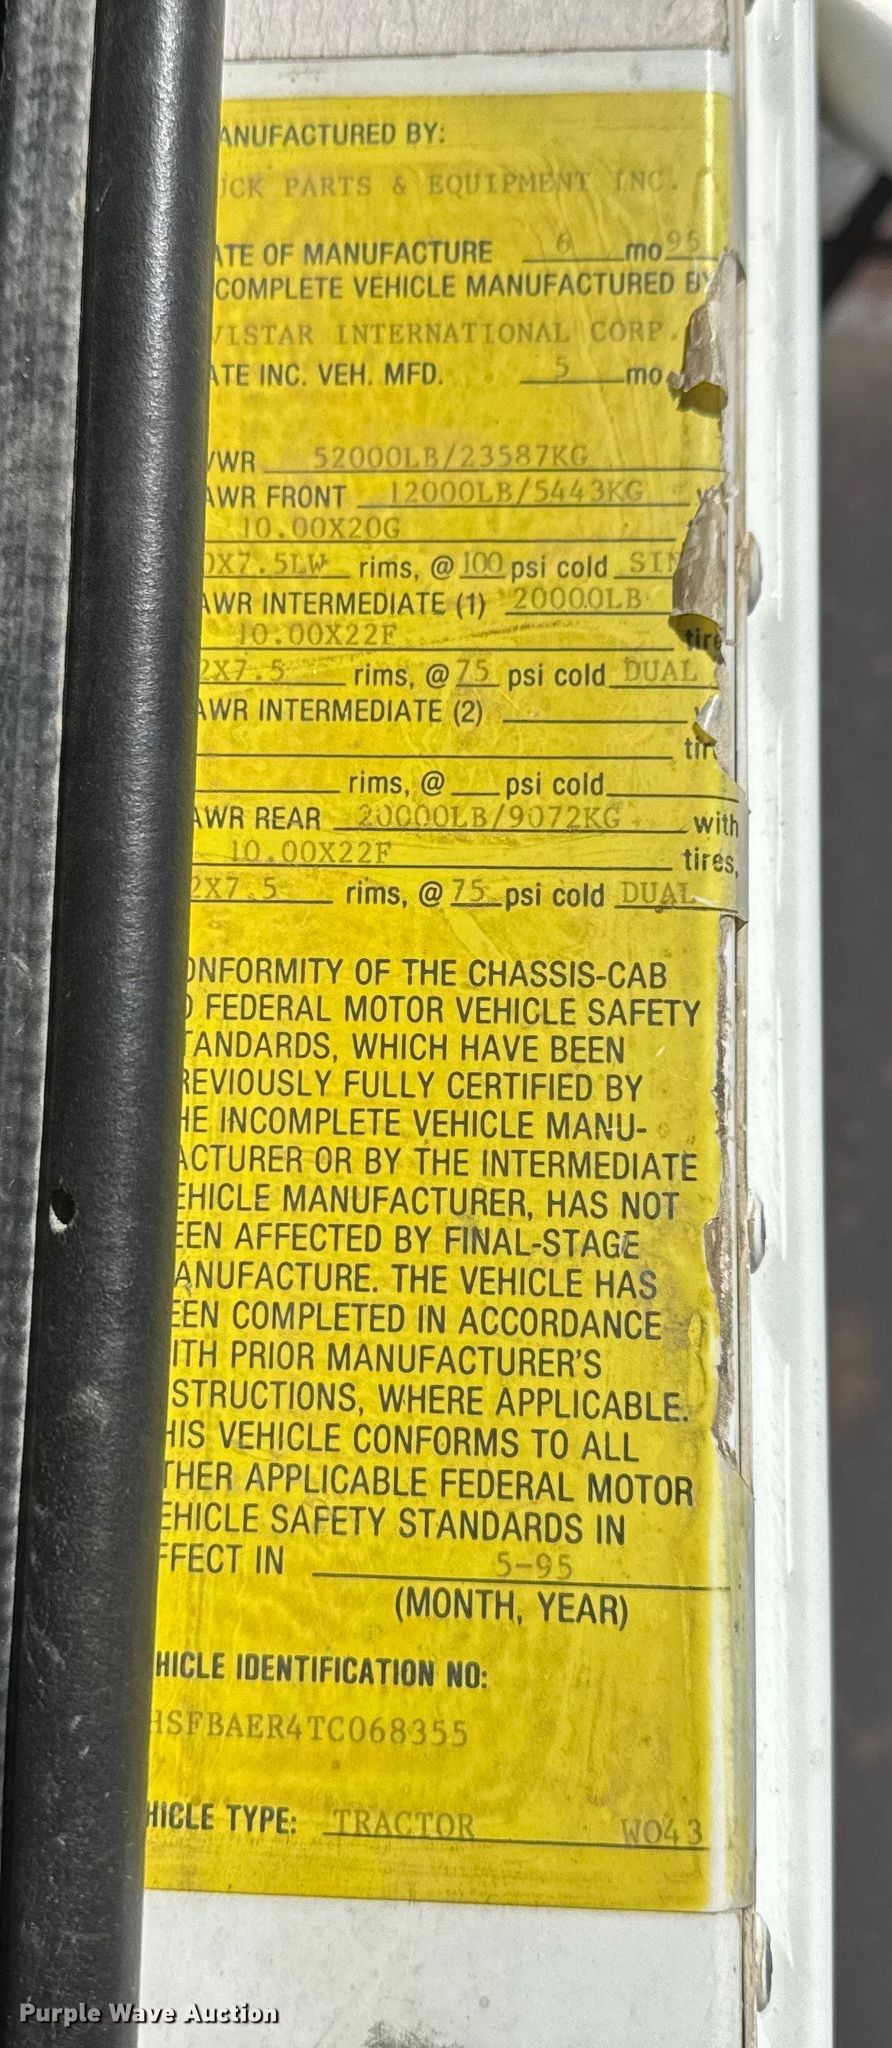 ANUFACTURED BY:
UCK PARTS & EQUIPMENT INC.
ATE OF MANUFACTURE 6 mo 95
COMPLETE VEHICLE MANUFACTURED BY
VISTAR INTERNATIONAL CORP.
ATE INC. VEH. MFD. 5 mo
VWR 52000LB/23587KG
AWR FRONT 12000LB/5443KG
10.00X20G
0X7.5LW rims, @ 100 psi cold SIN
AWR INTERMEDIATE (1) 20000LB
10.00X22F tire
2X7.5 rims, @ 75 psi cold DUAL
AWR INTERMEDIATE (2)
tir
rims, @ psi cold
AWR REAR 20000LB/9072KG with
10.00X22F tires,
2X7.5 rims, @ 75 psi cold DUAL
ONFORMITY OF THE CHASSIS-CAB
O FEDERAL MOTOR VEHICLE SAFETY
TANDARDS, WHICH HAVE BEEN
REVIOUSLY FULLY CERTIFIED BY
HE INCOMPLETE VEHICLE MANU-
ACTURER OR BY THE INTERMEDIATE
EHICLE MANUFACTURER, HAS NOT
EEN AFFECTED BY FINAL-STAGE
ANUFACTURE. THE VEHICLE HAS
EEN COMPLETED IN ACCORDANCE
ITH PRIOR MANUFACTURER'S
STRUCTIONS, WHERE APPLICABLE.
HIS VEHICLE CONFORMS TO ALL
THER APPLICABLE FEDERAL MOTOR
EHICLE SAFETY STANDARDS IN
FFECT IN 5-95
(MONTH, YEAR)
HICLE IDENTIFICATION NO:
HSFBAER4TC068355
HICLE TYPE: TRACTOR WO43
Purple Wave Auction